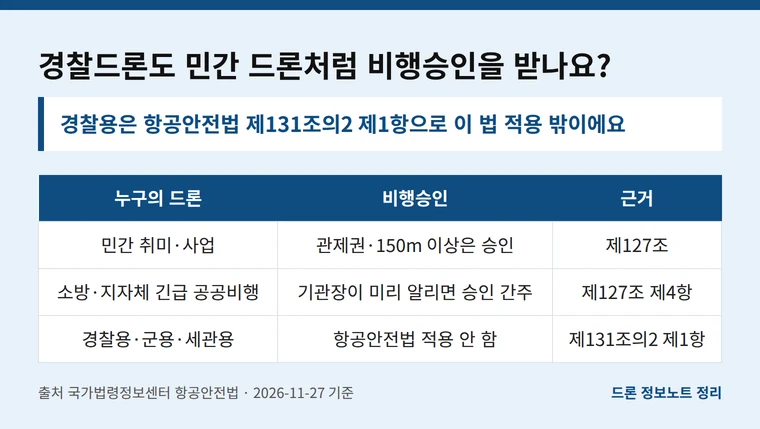 경찰드론도 민간 드론처럼 비행승인을 받나요?
경찰용은 항공안전법 제131조의2 제1항으로 이 법 적용 밖이에요
누구의 드론 비행승인 근거
민간 취미·사업 관제권·150m 이상은 승인 제127조
소방·지자체 긴급 공공비행 기관장이 미리 알리면 승인 간주 제127조 제4항
경찰용·군용·세관용 항공안전법 적용 안 함 제131조의2 제1항
출처 국가법령정보센터 항공안전법 · 2026-11-27 기준 드론 정보노트 정리